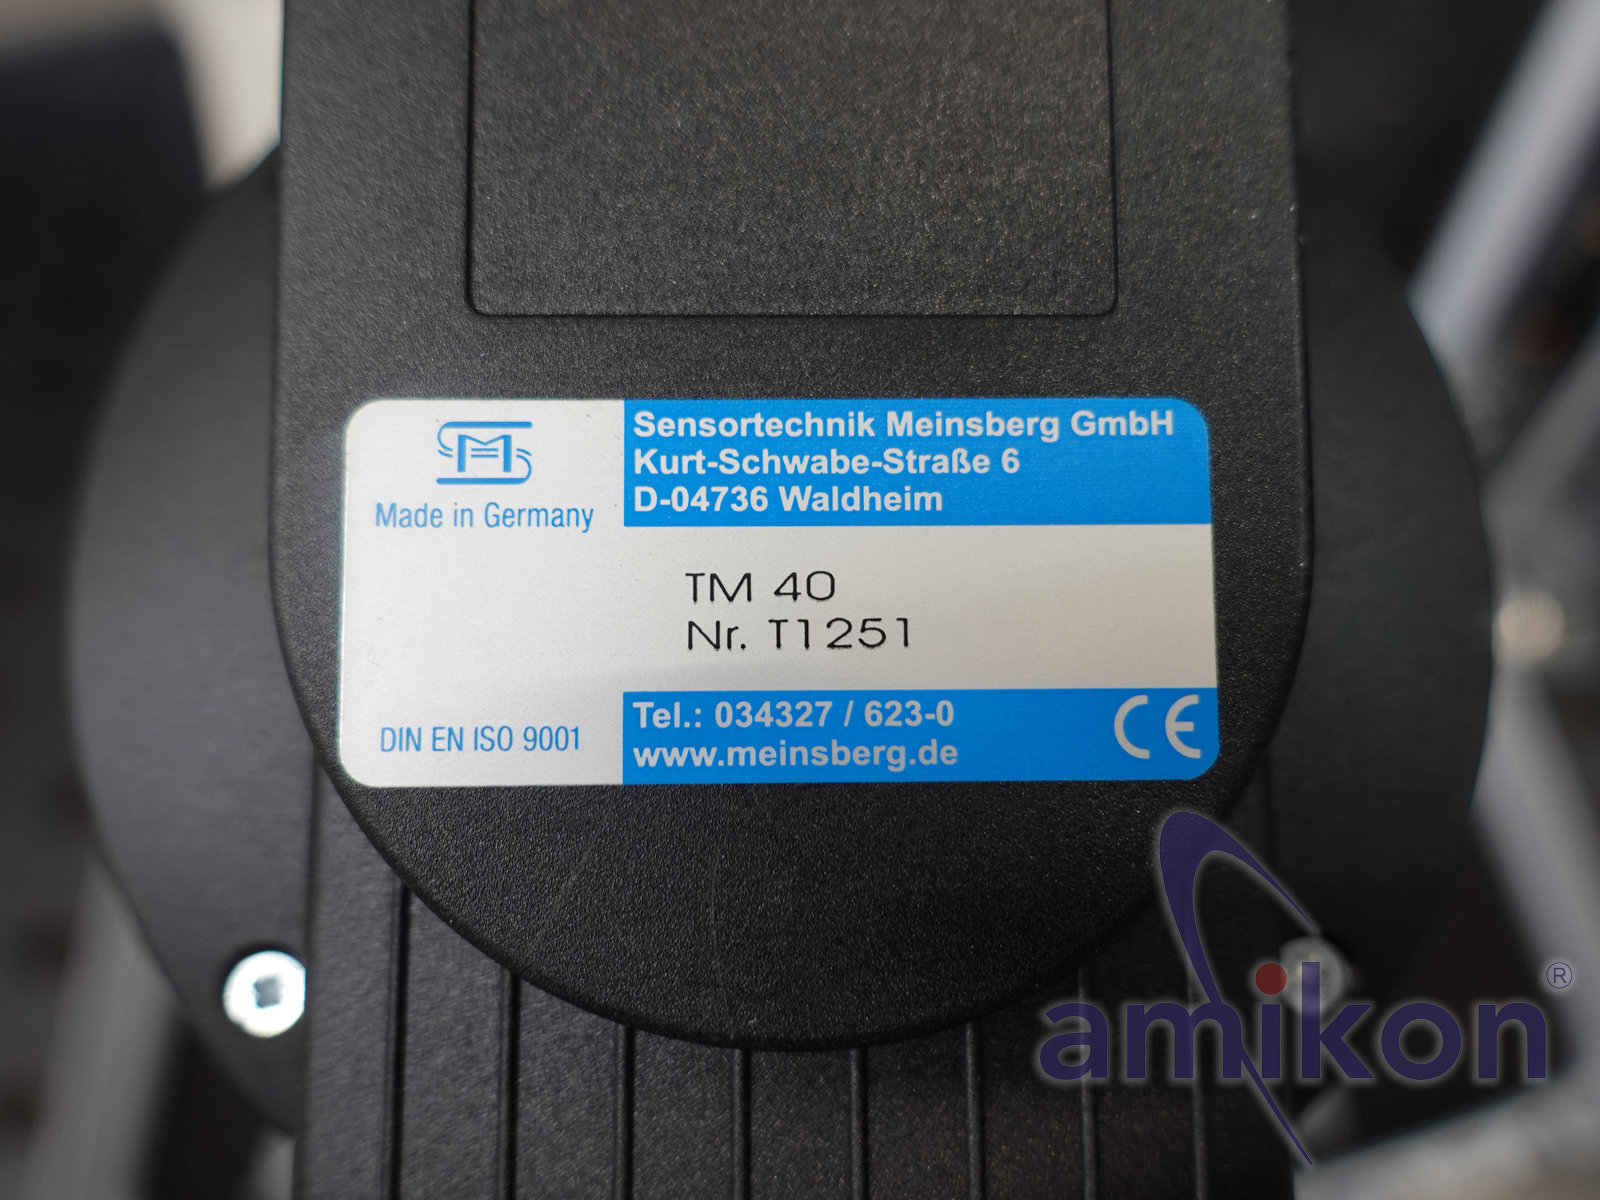 MS
Made in Germany
Sensortechnik Meinsberg GmbH
Kurt-Schwabe-Straße 6
D-04736 Waldheim
TM 40
Nr. T1251
DIN EN ISO 9001
Tel.: 034327 / 623-0
www.meinsberg.de
CE
amikon®